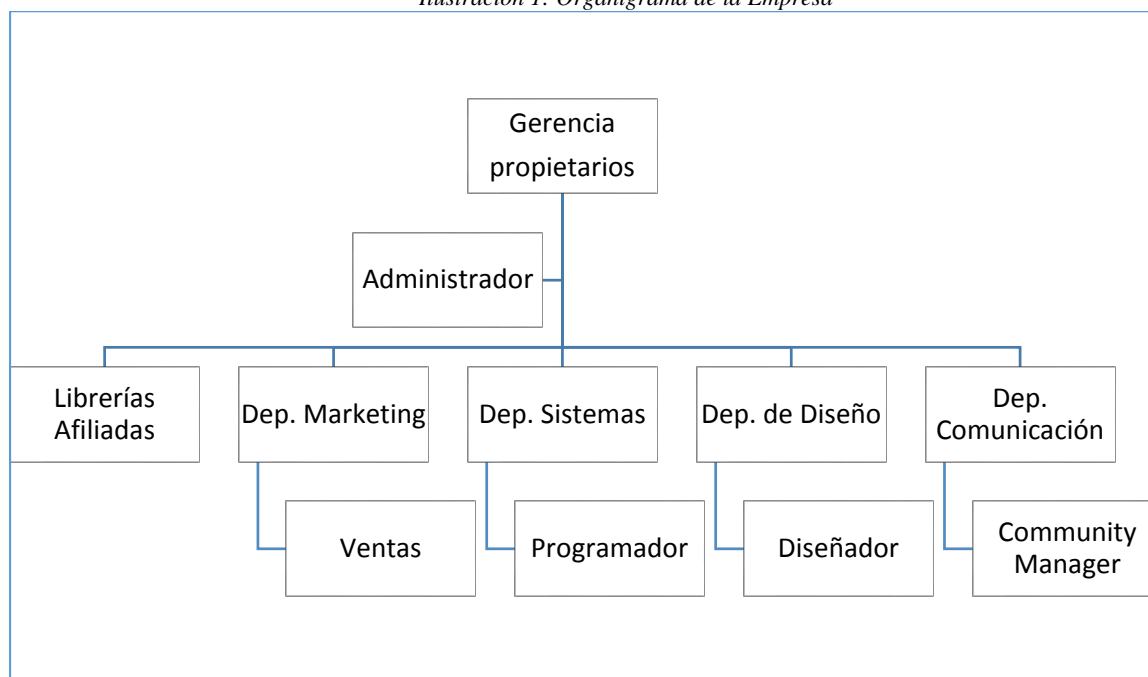 Ilustración 1: Organigrama de la Empresa
Gerencia
propietarios
Administrador
Librerías
Afiliadas
Dep. Marketing
Dep. Sistemas
Dep. de Diseño
Dep.
Comunicación
Ventas
Programador
Diseñador
Community
Manager